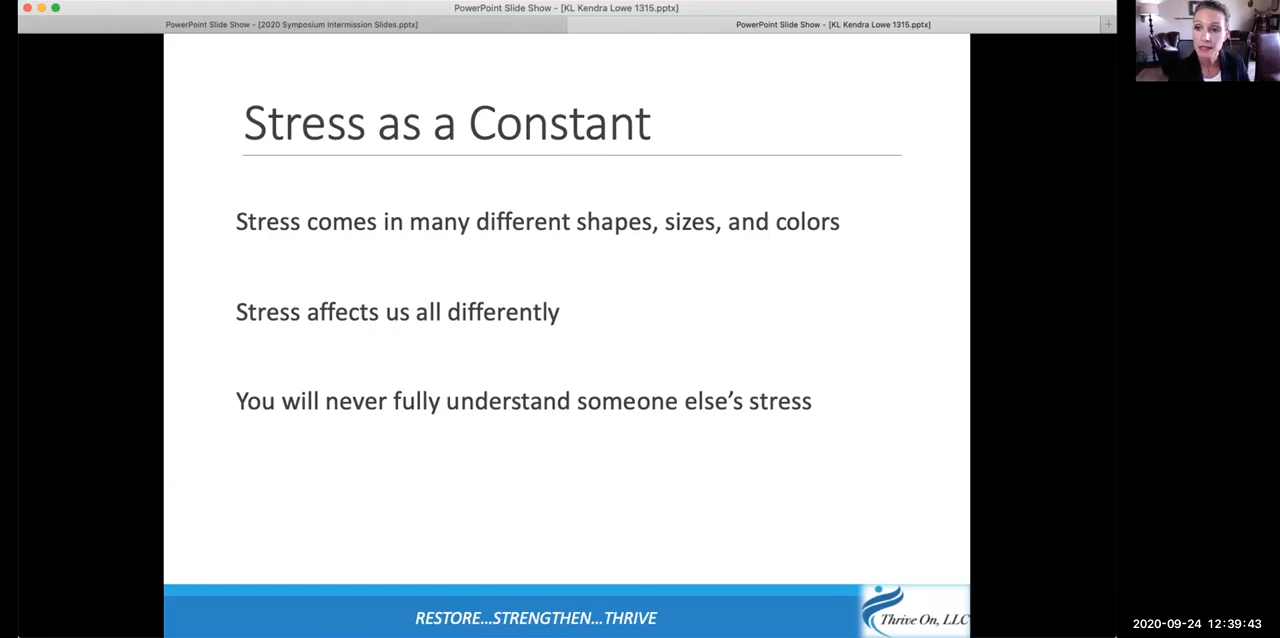 PowerPoint Slide Show - [KL Kendra Lowe 1315.pptx]
PowerPoint Slide Show - [2020 Symposium Intermission Slides.pptx]
PowerPoint Slide Show - [KL Kendra Lowe 1315.pptx]
Stress as a Constant
Stress comes in many different shapes, sizes, and colors
Stress affects us all differently
You will never fully understand someone else’s stress
RESTORE…STRENGTHEN…THRIVE
Thrive On, LLC
2020-09-24 12:39:43